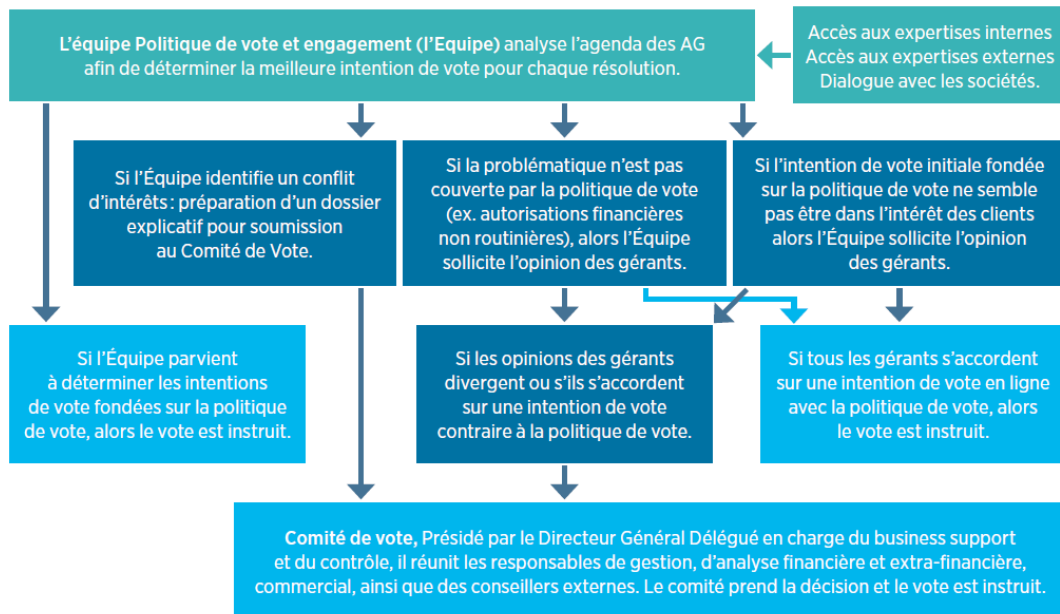 L’équipe Politique de vote et engagement (l’Equipe) analyse l’agenda des AG
afin de déterminer la meilleure intention de vote pour chaque résolution.
Accès aux expertises internes
Accès aux expertises externes
Dialogue avec les sociétés.
Si l’Équipe identifie un conflit
d’intérêts : préparation d’un dossier
explicatif pour soumission
au Comité de Vote.
Si la problématique n’est pas
couverte par la politique de vote
(ex. autorisations financières
non routinières), alors l’Équipe
sollicite l’opinion des gérants.
Si l’intention de vote initiale fondée
sur la politique de vote ne semble
pas être dans l’intérêt des clients
alors l’Équipe sollicite l’opinion
des gérants.
Si l’Équipe parvient
à déterminer les intentions
de vote fondées sur la politique
de vote, alors le vote est instruit.
Si les opinions des gérants
divergent ou s’ils s’accordent
sur une intention de vote
contraire à la politique de vote.
Si tous les gérants s’accordent
sur une intention de vote en ligne
avec la politique de vote, alors
le vote est instruit.
Comité de vote, Présidé par le Directeur Général Délégué en charge du business support
et du contrôle, il réunit les responsables de gestion, d’analyse financière et extra-financière,
commercial, ainsi que des conseillers externes. Le comité prend la décision et le vote est instruit.